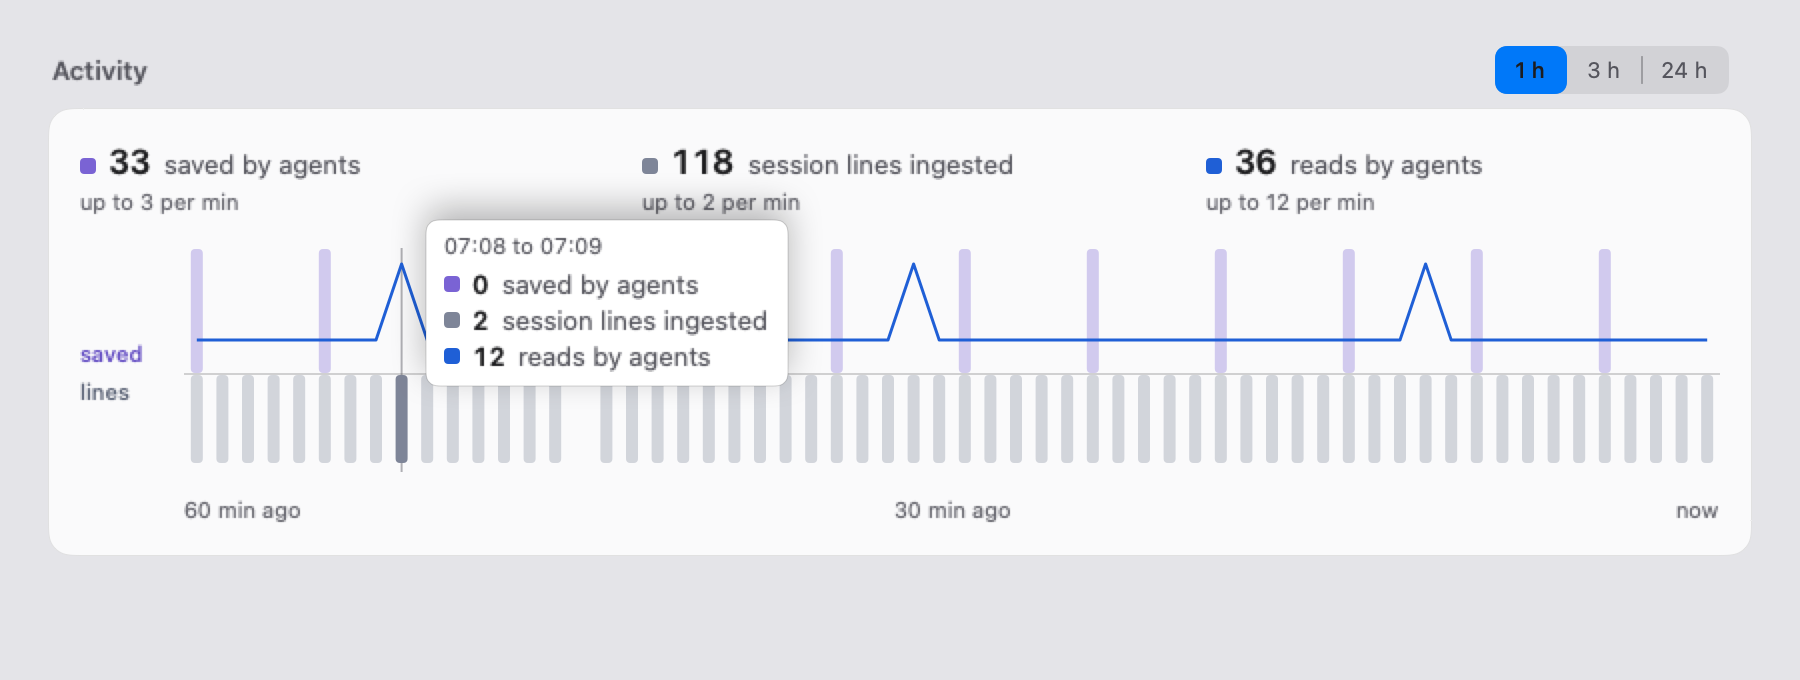 Activity
1 h
3 h
24 h
33 saved by agents
up to 3 per min
118 session lines ingested
up to 2 per min
36 reads by agents
up to 12 per min
07:08 to 07:09
0 saved by agents
2 session lines ingested
12 reads by agents
saved
lines
60 min ago
30 min ago
now